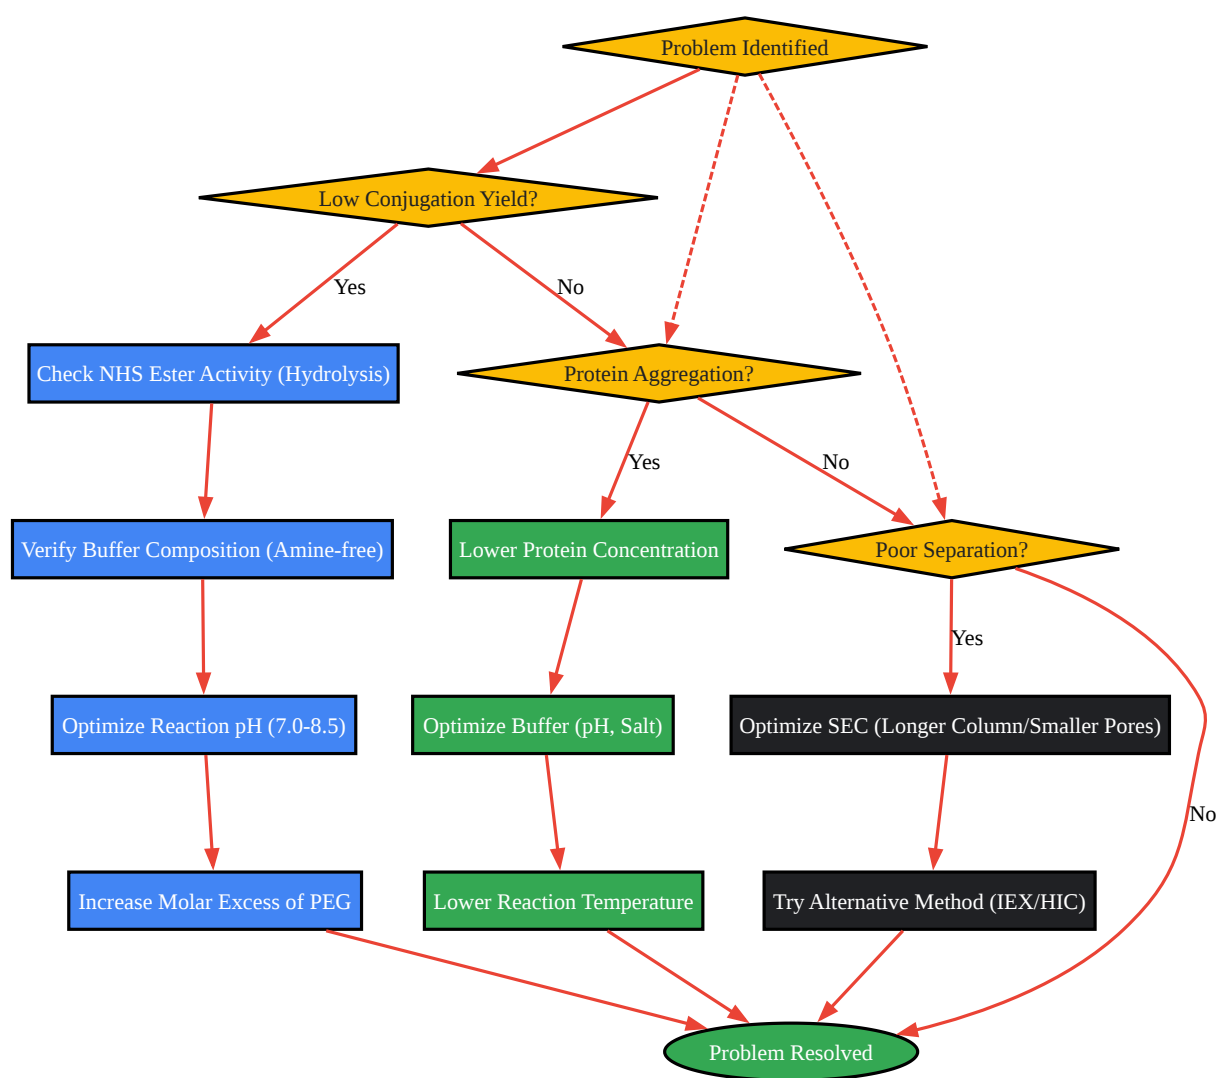 Problem Identified
Low Conjugation Yield?
Yes
No
Check NHS Ester Activity (Hydrolysis)
Protein Aggregation?
Yes
No
Verify Buffer Composition (Amine-free)
Lower Protein Concentration
Poor Separation?
Yes
Optimize Reaction pH (7.0-8.5)
Optimize Buffer (pH, Salt)
Optimize SEC (Longer Column/Smaller Pores)
No
Increase Molar Excess of PEG
Lower Reaction Temperature
Try Alternative Method (IEX/HIC)
Problem Resolved